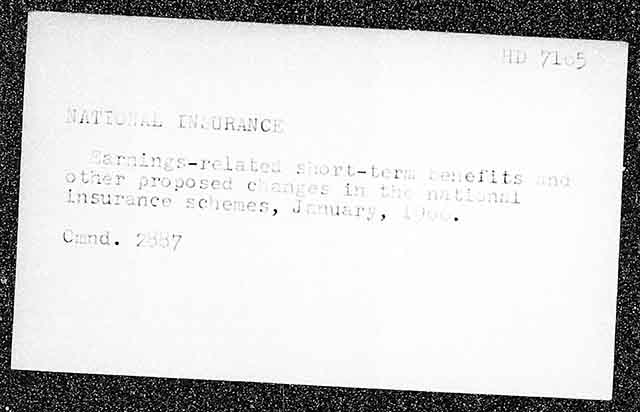 HD 7165
NATIONAL INSURANCE
Earnings-related short-term benefits and
other proposed changes in the national
insurance schemes, January, 1966.
Cmnd. 2887